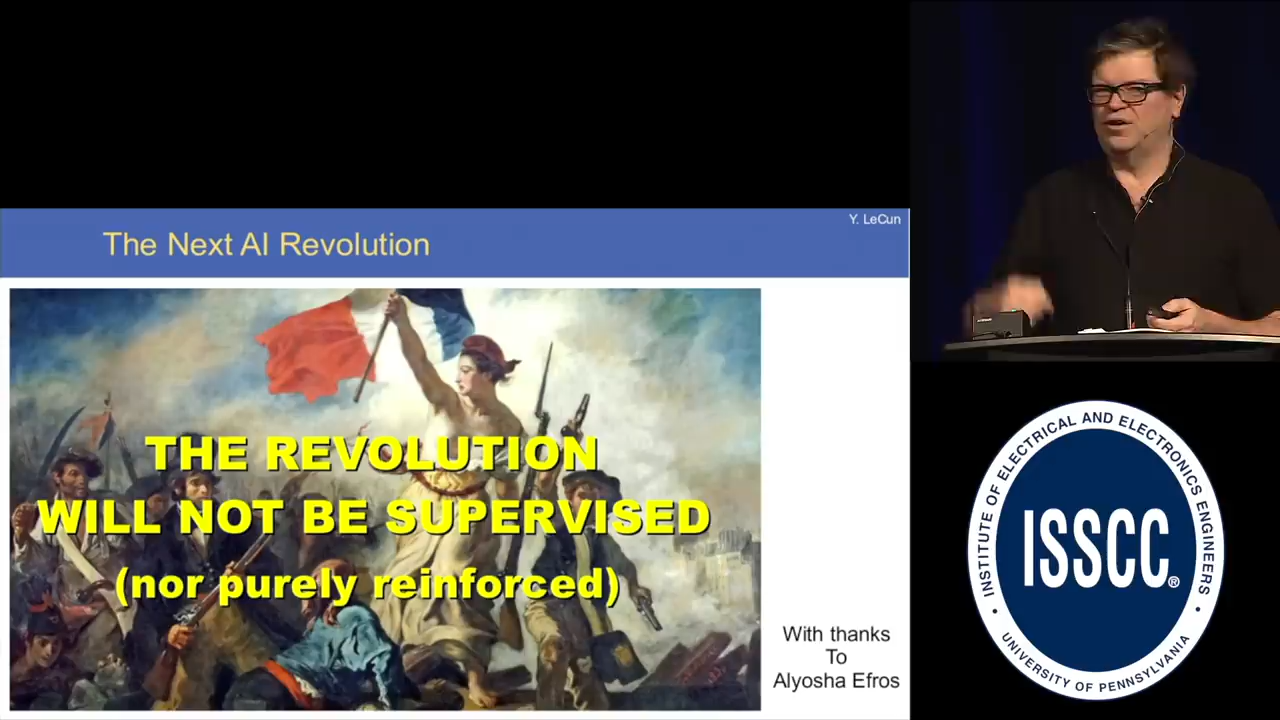 Y. LeCun
The Next AI Revolution
THE REVOLUTION
WILL NOT BE SUPERVISED
(nor purely reinforced)
With thanks
To
Alyosha Efros
INSTITUTE OF ELECTRICAL AND ELECTRONICS ENGINEERS
ISSCC®
UNIVERSITY OF PENNSYLVANIA